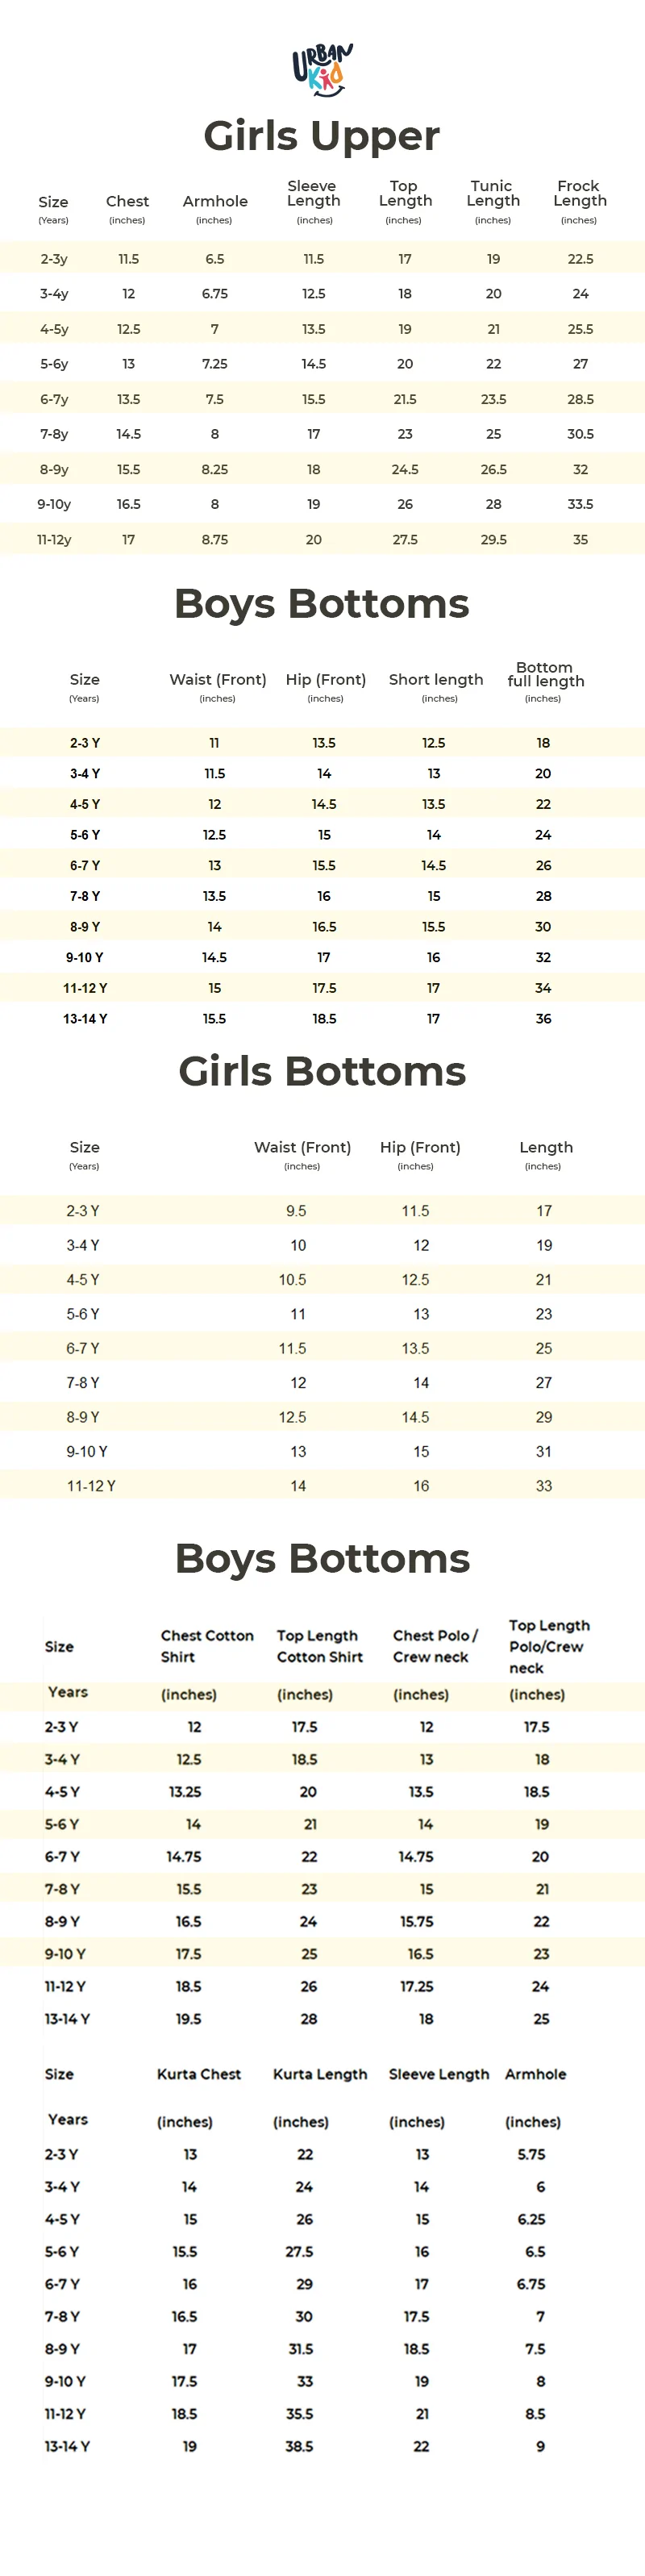 URBAN
KID
Girls Upper
Size Chest Armhole Sleeve Length Top Length Tunic Length Frock Length
(Years) (inches) (inches) (inches) (inches) (inches) (inches)
2-3y 11.5 6.5 11.5 17 19 22.5
3-4y 12 6.75 12.5 18 20 24
4-5y 12.5 7 13.5 19 21 25.5
5-6y 13 7.25 14.5 20 22 27
6-7y 13.5 7.5 15.5 21.5 23.5 28.5
7-8y 14.5 8 17 23 25 30.5
8-9y 15.5 8.25 18 24.5 26.5 32
9-10y 16.5 8 19 26 28 33.5
11-12y 17 8.75 20 27.5 29.5 35
Boys Bottoms
Size Waist (Front) Hip (Front) Short length Bottom full length
(Years) (inches) (inches) (inches) (inches)
2-3 Y 11 13.5 12.5 18
3-4 Y 11.5 14 13 20
4-5 Y 12 14.5 13.5 22
5-6 Y 12.5 15 14 24
6-7 Y 13 15.5 14.5 26
7-8 Y 13.5 16 15 28
8-9 Y 14 16.5 15.5 30
9-10 Y 14.5 17 16 32
11-12 Y 15 17.5 17 34
13-14 Y 15.5 18.5 17 36
Girls Bottoms
Size Waist (Front) Hip (Front) Length
(Years) (inches) (inches) (inches)
2-3 Y 9.5 11.5 17
3-4 Y 10 12 19
4-5 Y 10.5 12.5 21
5-6 Y 11 13 23
6-7 Y 11.5 13.5 25
7-8 Y 12 14 27
8-9 Y 12.5 14.5 29
9-10 Y 13 15 31
11-12 Y 14 16 33
Boys Bottoms
Size Chest Cotton Shirt Top Length Cotton Shirt Chest Polo / Crew neck Top Length Polo/Crew neck
Years (inches) (inches) (inches) (inches)
2-3 Y 12 17.5 12 17.5
3-4 Y 12.5 18.5 13 18
4-5 Y 13.25 20 13.5 18.5
5-6 Y 14 21 14 19
6-7 Y 14.75 22 14.75 20
7-8 Y 15.5 23 15 21
8-9 Y 16.5 24 15.75 22
9-10 Y 17.5 25 16.5 23
11-12 Y 18.5 26 17.25 24
13-14 Y 19.5 28 18 25
Size Kurta Chest Kurta Length Sleeve Length Armhole
Years (inches) (inches) (inches) (inches)
2-3 Y 13 22 13 5.75
3-4 Y 14 24 14 6
4-5 Y 15 26 15 6.25
5-6 Y 15.5 27.5 16 6.5
6-7 Y 16 29 17 6.75
7-8 Y 16.5 30 17.5 7
8-9 Y 17 31.5 18.5 7.5
9-10 Y 17.5 33 19 8
11-12 Y 18.5 35.5 21 8.5
13-14 Y 19 38.5 22 9